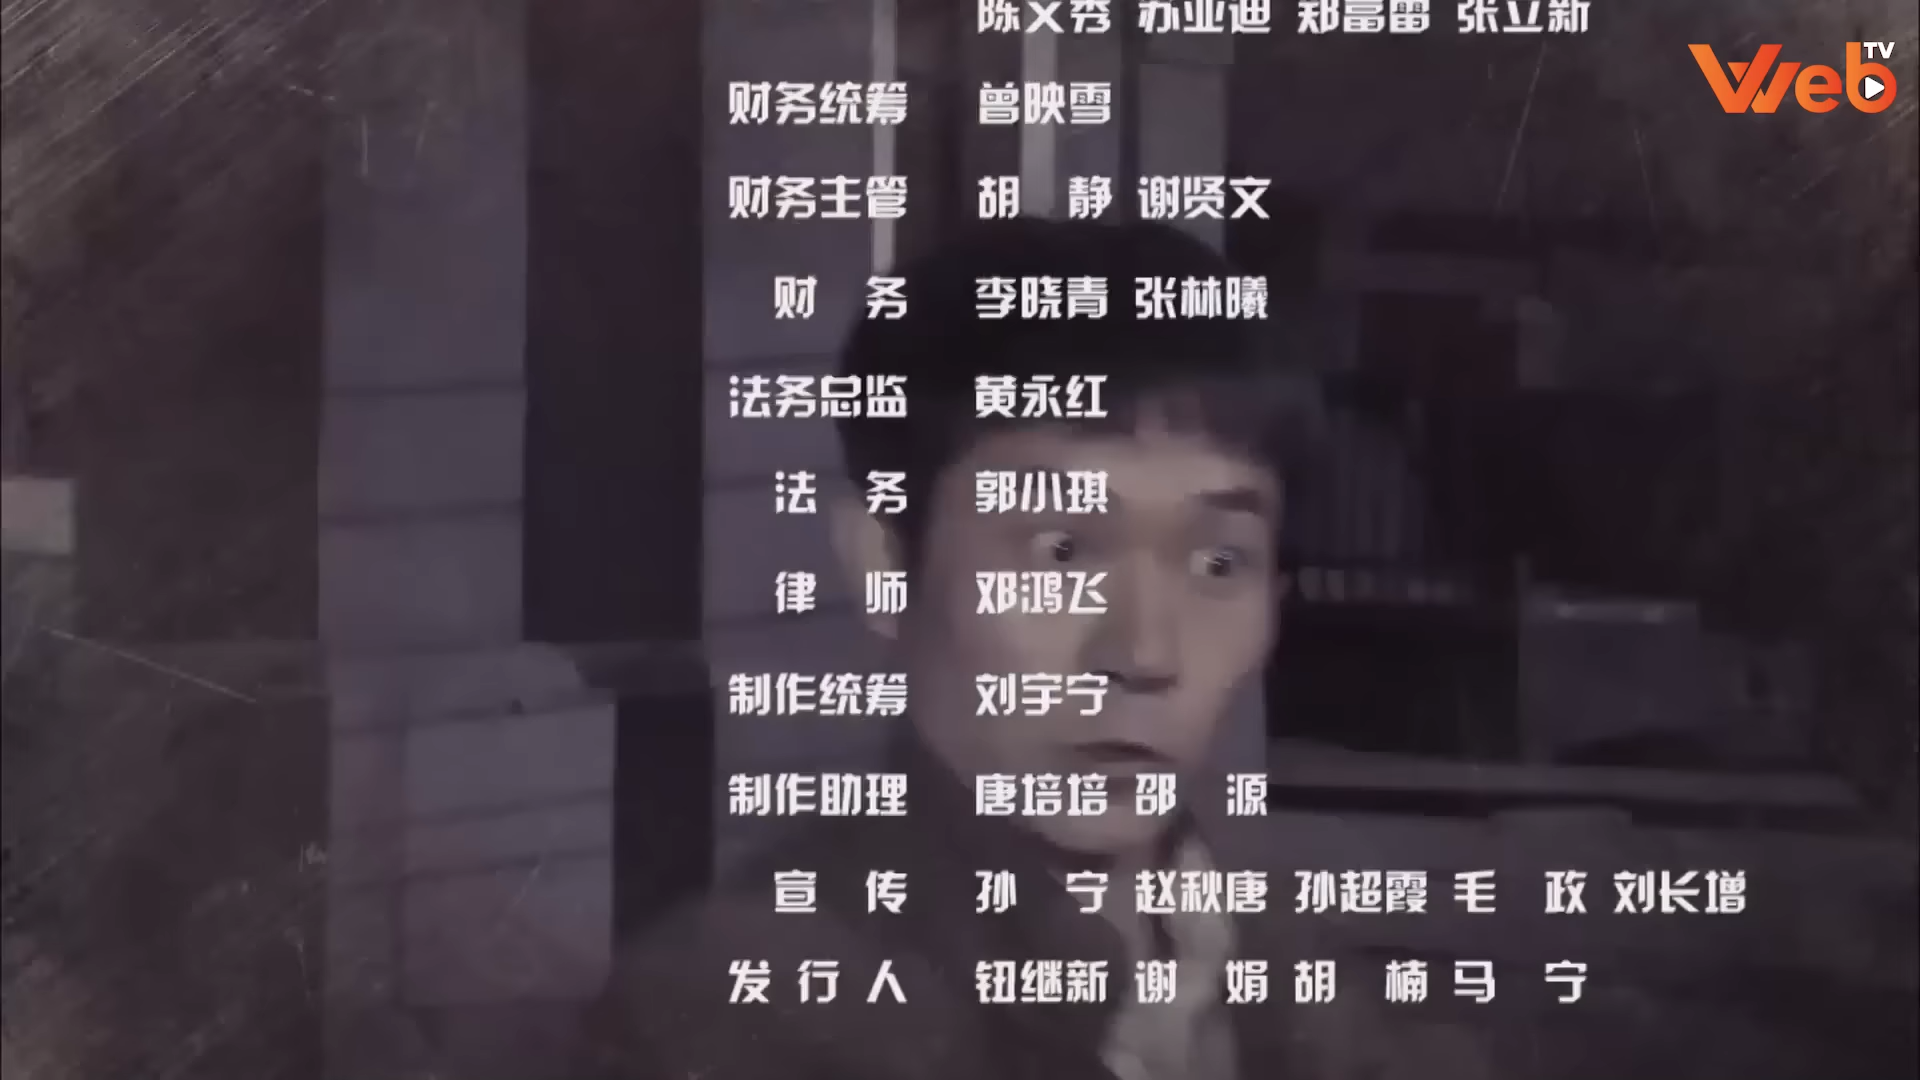 陈文秀 苏亚迪 郑富雷 张立新
Web TV
财务统筹 曾映雪
财务主管 胡 静 谢贤文
财 务 李晓青 张林曦
法务总监 黄永红
法 务 郭小琪
律 师 邓鸿飞
制作统筹 刘宇宁
制作助理 唐培培 邵 源
宣 传 孙 宁 赵秋唐 孙超霞 毛 政 刘长增
发 行 人 钮继新 谢 娟 胡 楠 马 宁